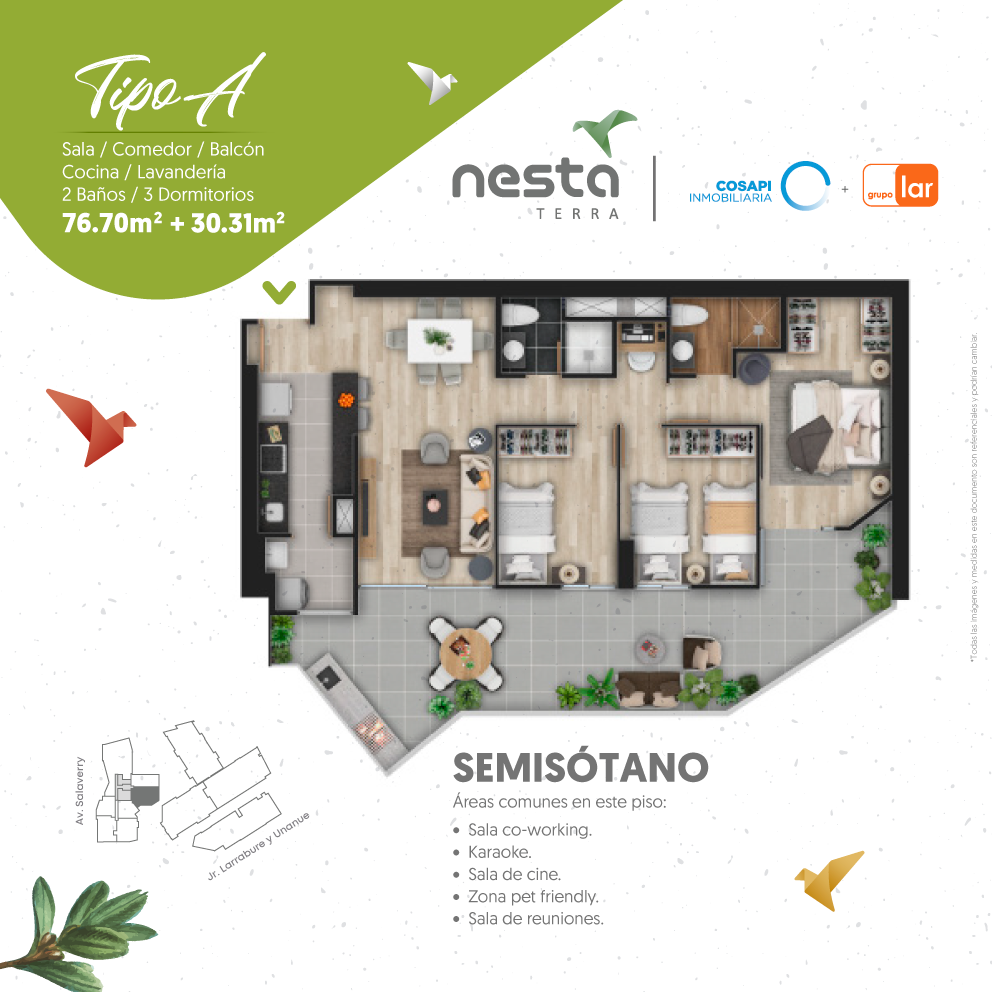 Tipo A
Sala / Comedor / Balcón
Cocina / Lavandería
2 Baños / 3 Dormitorios
76.70m² + 30.31m²
nesta
TERRA
COSAPI
INMOBILIARIA
+
grupo lar
*Todas las imágenes y medidas en este documento son referenciales y podrían cambiar.
Av. Salaverry
Jr. Larrabure y Unanue
SEMISÓTANO
Áreas comunes en este piso:
• Sala co-working.
• Karaoke.
• Sala de cine.
• Zona pet friendly.
• Sala de reuniones.